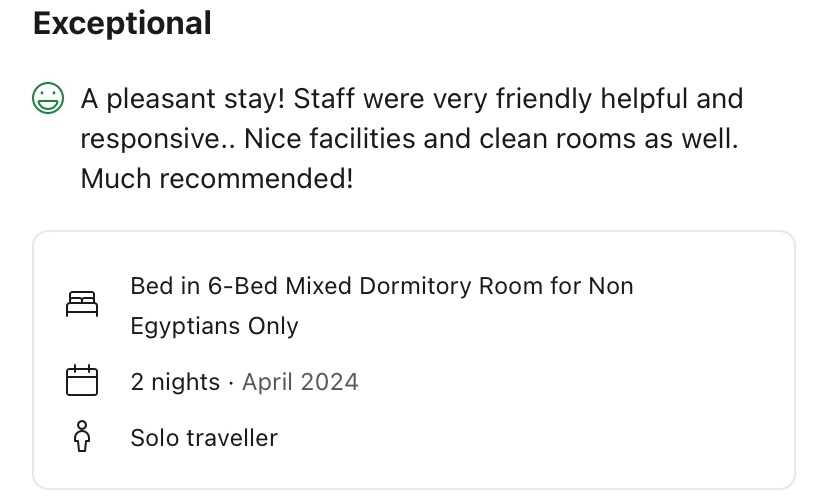 Exceptional
A pleasant stay! Staff were very friendly helpful and
responsive.. Nice facilities and clean rooms as well.
Much recommended!
Bed in 6-Bed Mixed Dormitory Room for Non
Egyptians Only
2 nights · April 2024
Solo traveller